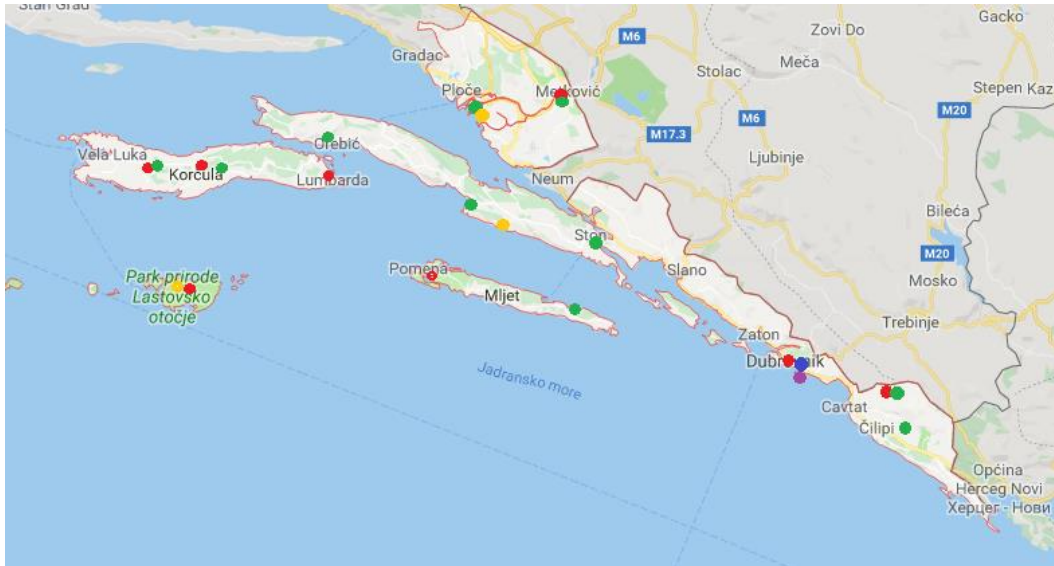 Stari Grad
Gradac
M6
Zovi Do
Gacko
Meča
Stolac
Stepen
Kaz
Ploče
Metković
M20
M17.3
M6
Orebić
Vela Luka
Ljubinje
Korčula
Lumbarda
Neum
Bileća
Ston
M20
Slano
Mosko
Park prirode
Lastovsko
otočje
Pomena
Mljet
Trebinje
Zaton
Jadransko more
Cavtat
Čilipi
Općina
Herceg Novi
Херцег - Нови